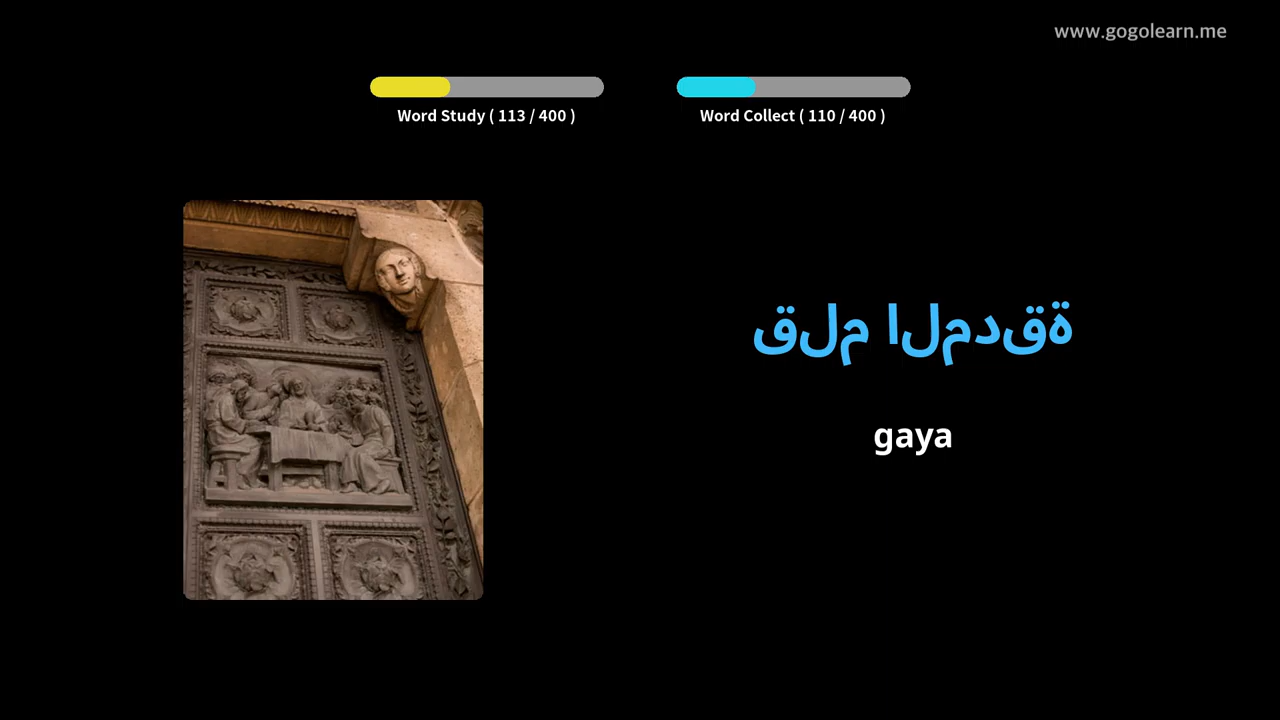 www.gogolearn.me
Word Study ( 113 / 400 )
Word Collect ( 110 / 400 )
قلم المدقة
gaya